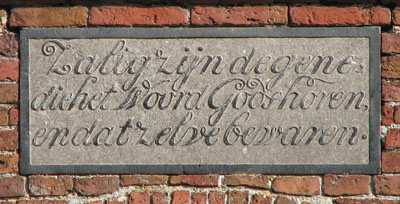 Zalig zijn degene
die het Woord Gods horen,
en dat zelve bewaren.